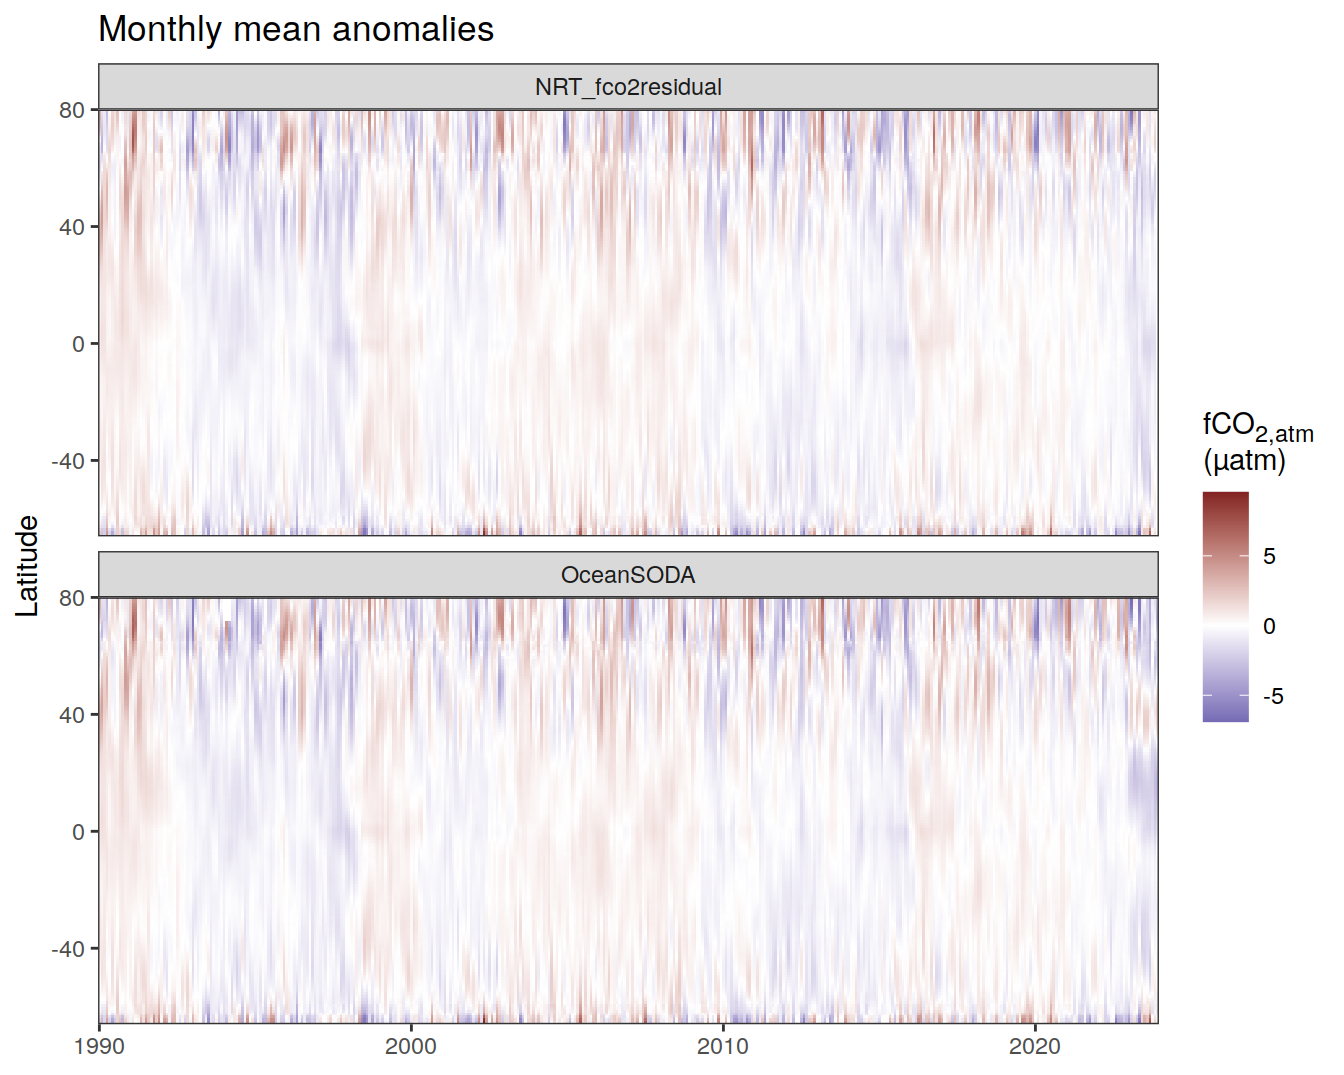 Monthly mean anomalies
NRT_fco2residual
80
40
0
-40
OceanSODA
80
40
0
-40
Latitude
1990
2000
2010
2020
fCO2,atm
(µatm)
5
0
-5